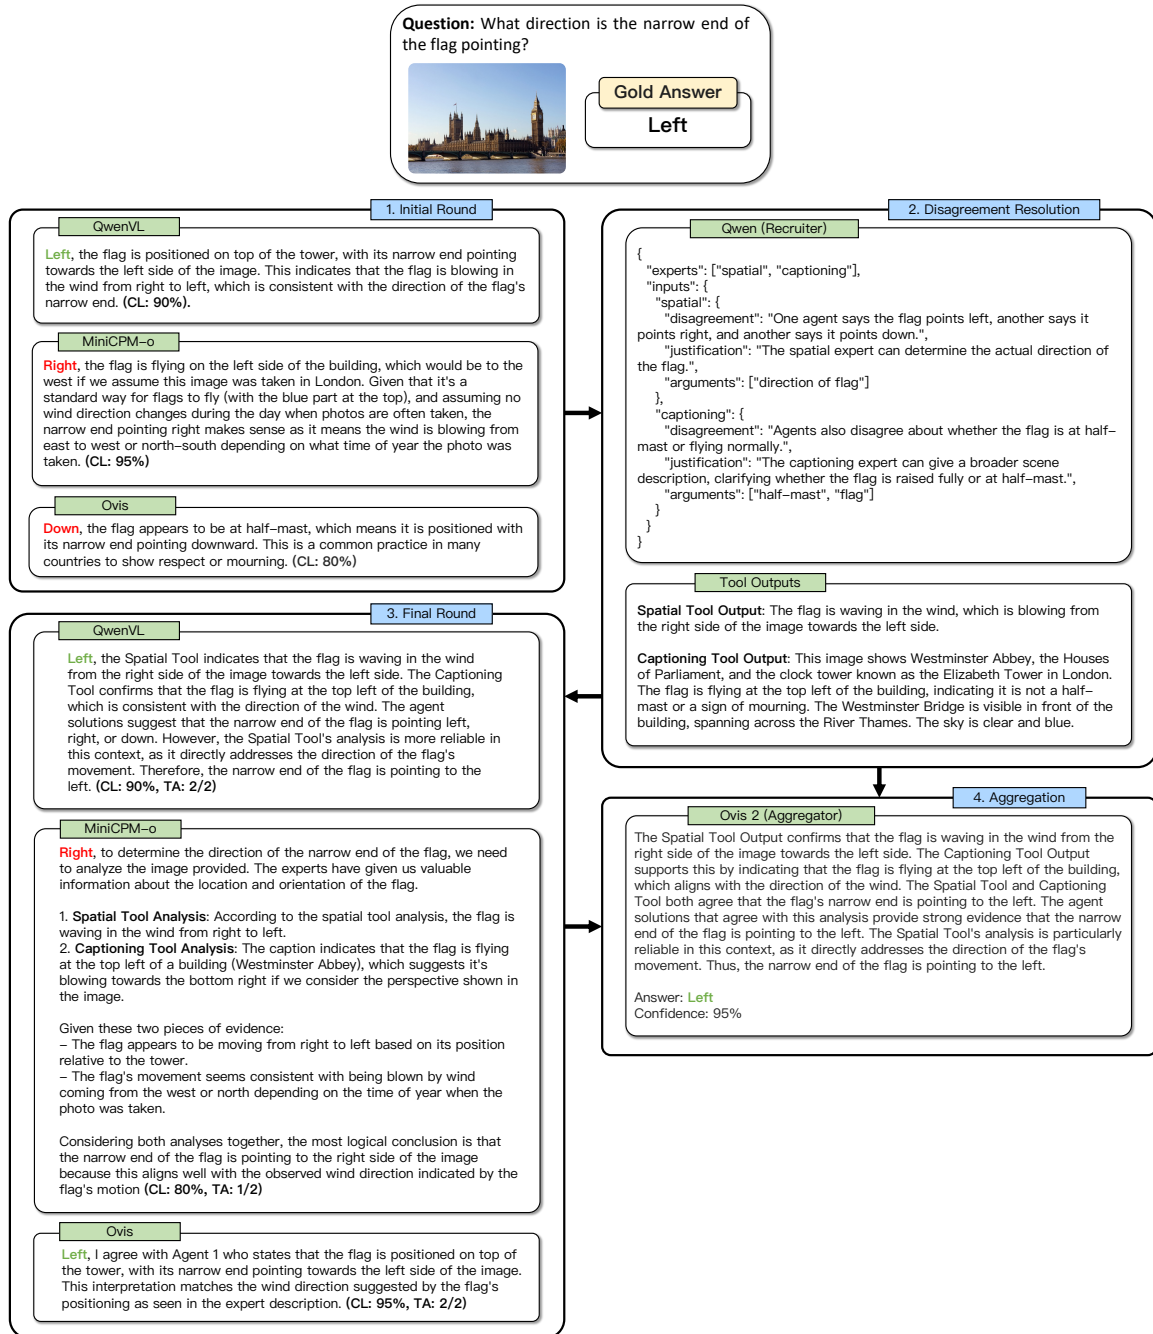 Question: What direction is the narrow end of
the flag pointing?
Gold Answer
Left
1. Initial Round
QwenVL
Left, the flag is positioned on top of the tower, with its narrow end pointing
towards the left side of the image. This indicates that the flag is blowing in
the wind from right to left, which is consistent with the direction of the flag's
narrow end. (CL: 90%).
MiniCPM-o
Right, the flag is flying on the left side of the building, which would be to the
west if we assume this image was taken in London. Given that it's a
standard way for flags to fly (with the blue part at the top), and assuming no
wind direction changes during the day when photos are often taken, the
narrow end pointing right makes sense as it means the wind is blowing from
east to west or north-south depending on what time of year the photo was
taken. (CL: 95%)
Ovis
Down, the flag appears to be at half-mast, which means it is positioned with
its narrow end pointing downward. This is a common practice in many
countries to show respect or mourning. (CL: 80%)
2. Disagreement Resolution
Qwen (Recruiter)
{
"experts": ["spatial", "captioning"],
"inputs": {
"spatial": {
"disagreement": "One agent says the flag points left, another says it
points right, and another says it points down.",
"justification": "The spatial expert can determine the actual direction of
the flag.",
"arguments": ["direction of flag"]
},
"captioning": {
"disagreement": "Agents also disagree about whether the flag is at half-
mast or flying normally.",
"justification": "The captioning expert can give a broader scene
description, clarifying whether the flag is raised fully or at half-mast.",
"arguments": ["half-mast", "flag"]
}
}
}
Tool Outputs
Spatial Tool Output: The flag is waving in the wind, which is blowing from
the right side of the image towards the left side.
Captioning Tool Output: This image shows Westminster Abbey, the Houses
of Parliament, and the clock tower known as the Elizabeth Tower in London.
The flag is flying at the top left of the building, indicating it is not a half-
mast or a sign of mourning. The Westminster Bridge is visible in front of the
building, spanning across the River Thames. The sky is clear and blue.
3. Final Round
QwenVL
Left, the Spatial Tool indicates that the flag is waving in the wind
from the right side of the image towards the left side. The Captioning
Tool confirms that the flag is flying at the top left of the building,
which is consistent with the direction of the wind. The agent
solutions suggest that the narrow end of the flag is pointing left,
right, or down. However, the Spatial Tool's analysis is more reliable in
this context, as it directly addresses the direction of the flag's
movement. Therefore, the narrow end of the flag is pointing to the
left. (CL: 90%, TA: 2/2)
MiniCPM-o
Right, to determine the direction of the narrow end of the flag, we need
to analyze the image provided. The experts have given us valuable
information about the location and orientation of the flag.
1. Spatial Tool Analysis: According to the spatial tool analysis, the flag is
waving in the wind from right to left.
2. Captioning Tool Analysis: The caption indicates that the flag is flying
at the top left of a building (Westminster Abbey), which suggests it's
blowing towards the bottom right if we consider the perspective shown in
the image.
Given these two pieces of evidence:
- The flag appears to be moving from right to left based on its position
relative to the tower.
- The flag's movement seems consistent with being blown by wind
coming from the west or north depending on the time of year when the
photo was taken.
Considering both analyses together, the most logical conclusion is that
the narrow end of the flag is pointing to the right side of the image
because this aligns well with the observed wind direction indicated by the
flag's motion (CL: 80%, TA: 1/2)
Ovis
Left, I agree with Agent 1 who states that the flag is positioned on top of
the tower, with its narrow end pointing towards the left side of the image.
This interpretation matches the wind direction suggested by the flag's
positioning as seen in the expert description. (CL: 95%, TA: 2/2)
4. Aggregation
Ovis 2 (Aggregator)
The Spatial Tool Output confirms that the flag is waving in the wind from the
right side of the image towards the left side. The Captioning Tool Output
supports this by indicating that the flag is flying at the top left of the building,
which aligns with the direction of the wind. The Spatial Tool and Captioning
Tool both agree that the flag's narrow end is pointing to the left. The agent
solutions that agree with this analysis provide strong evidence that the narrow
end of the flag is pointing to the left. The Spatial Tool's analysis is particularly
reliable in this context, as it directly addresses the direction of the flag's
movement. Thus, the narrow end of the flag is pointing to the left.
Answer: Left
Confidence: 95%